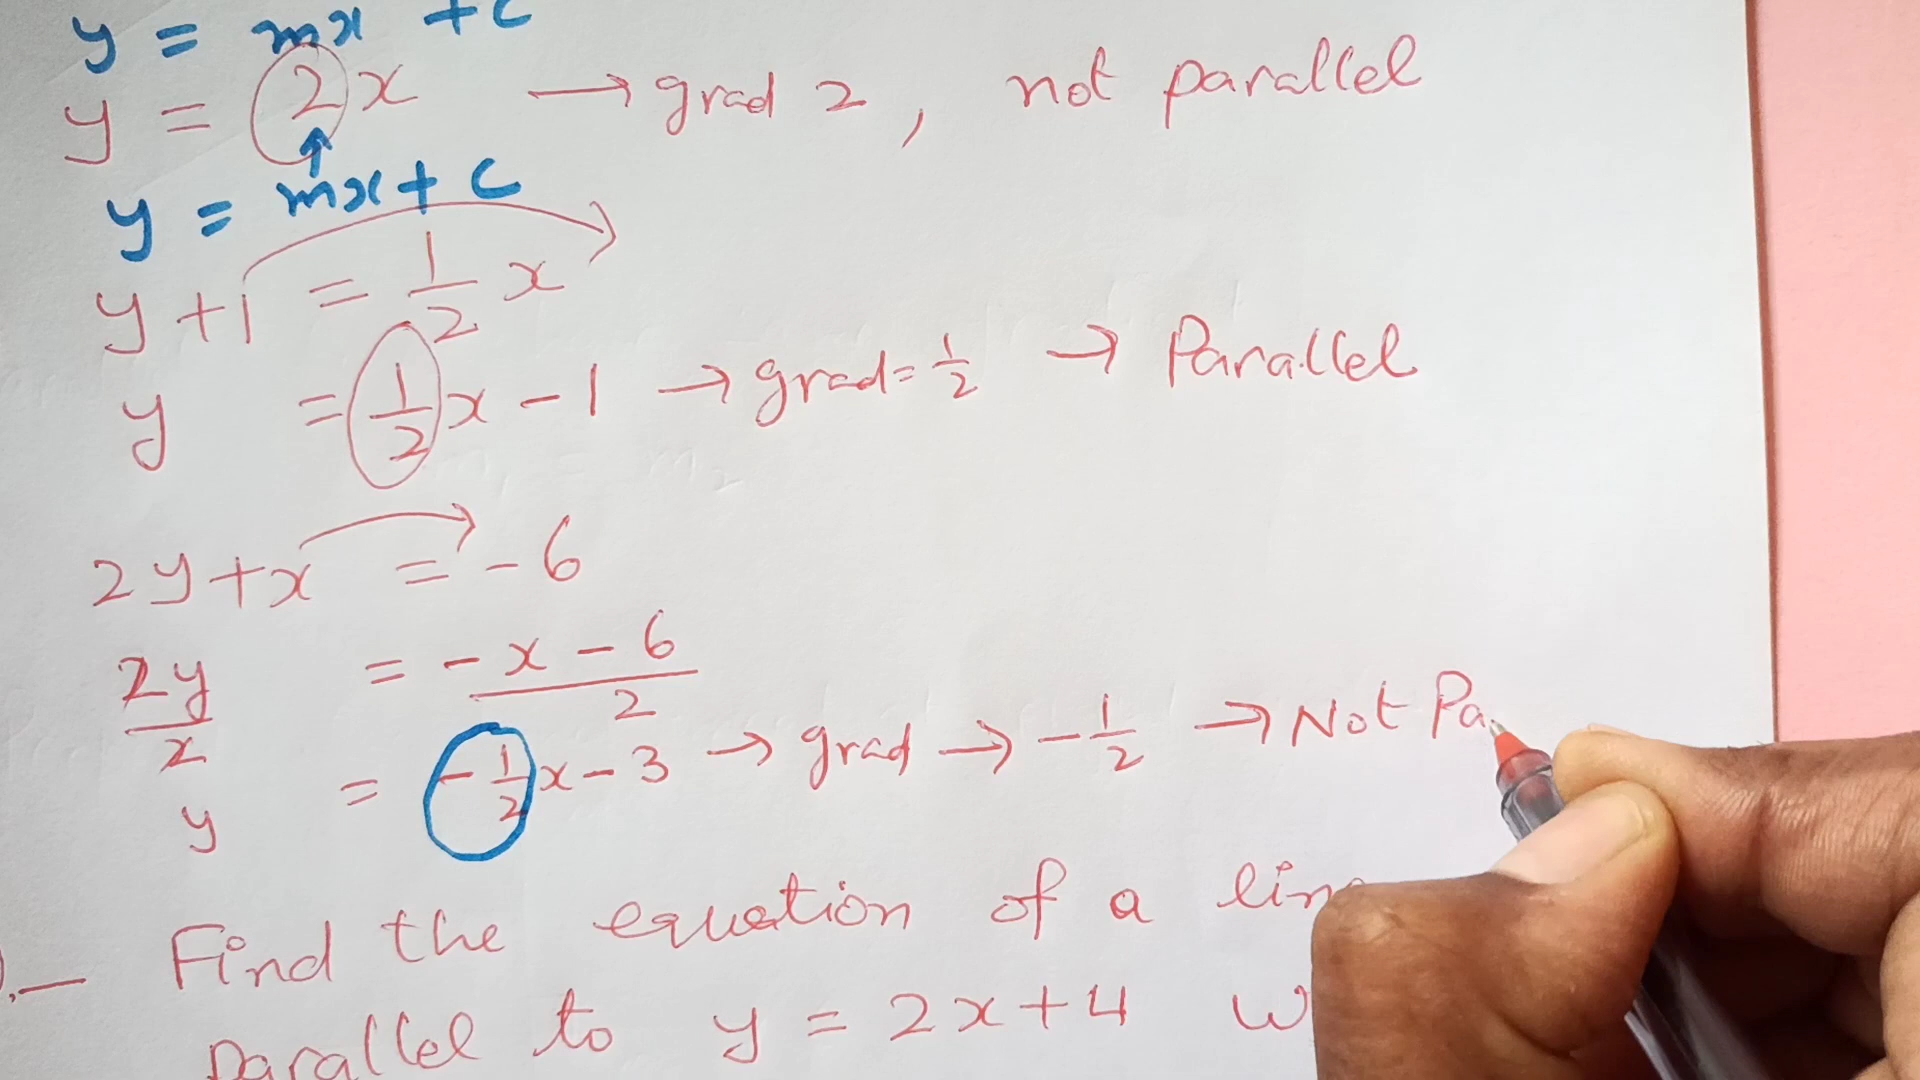 y = mx + c
y = 2x → grad 2, not parallel
y = mx + c
y + 1 = 1/2 x
y = 1/2 x - 1 → grad = 1/2 → Parallel
2y + x = -6
2y/2 = -x - 6/2
y = -1/2 x - 3 → grad → -1/2 → Not Pa
Find the equation of a line
parallel to y = 2x + 4 w